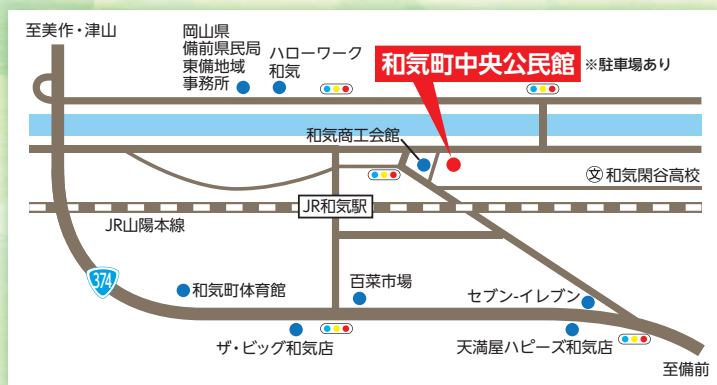 至美作・津山
岡山県
備前県民局
東備地域
事務所
ハローワーク
和気
和気町中央公民館
※駐車場あり
和気商工会館
文 和気閑谷高校
JR和気駅
JR山陽本線
374
和気町体育館
百菜市場
セブン-イレブン
ザ・ビッグ和気店
天満屋ハピーズ和気店
至備前